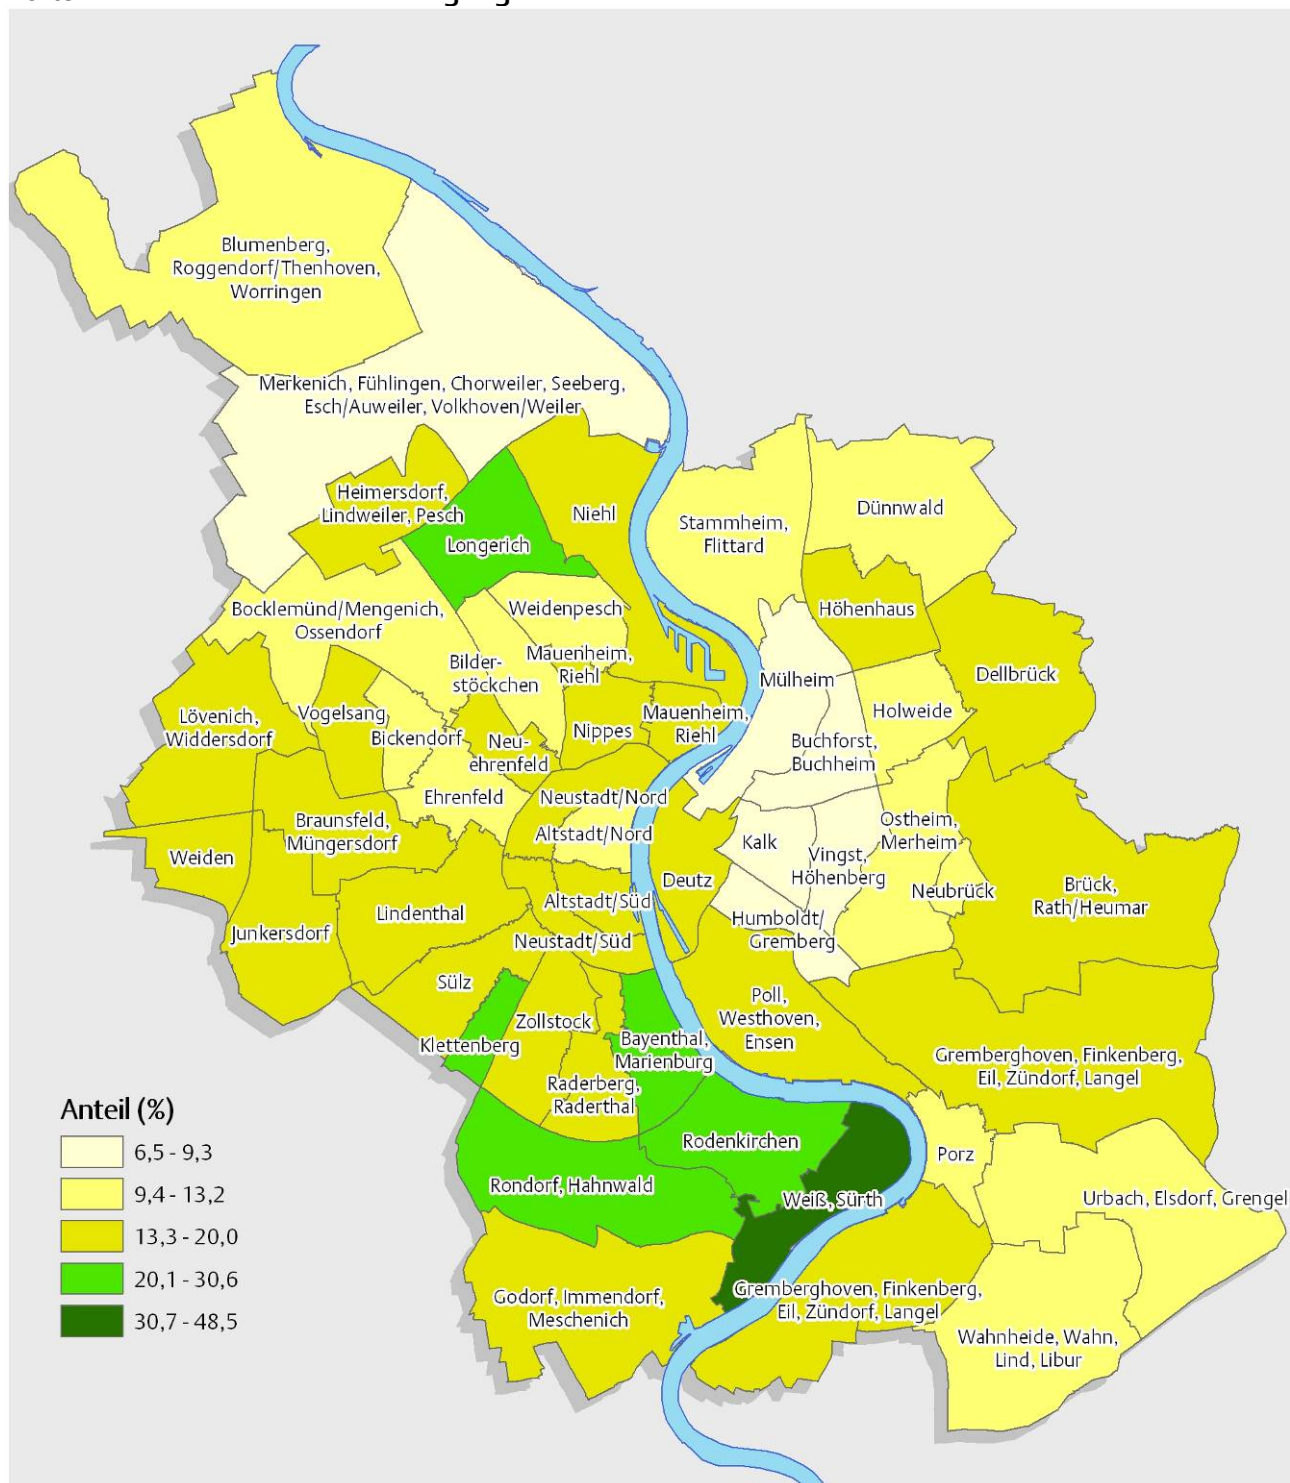 Blumenberg,
Roggendorf/Thenhoven,
Worringen
Merkenich, Fühlingen, Chorweiler, Seeberg,
Esch/Auweiler, Volkhoven/Weiler
Heimersdorf,
Lindweiler, Pesch
Niehl
Longerich
Stammheim,
Flittard
Dünnwald
Bocklemünd/Mengenich,
Ossendorf
Weidenpesch
Höhenhaus
Mauenheim,
Riehl
Bilder-
stöckchen
Mülheim
Dellbrück
Lövenich,
Widdersdorf
Vogelsang
Bickendorf
Neu-
ehrenfeld
Nippes
Mauenheim,
Riehl
Holweide
Buchforst,
Buchheim
Ehrenfeld
Neustadt/Nord
Altstadt/Nord
Braunsfeld,
Müngersdorf
Weiden
Ostheim,
Merheim
Kalk
Vingst,
Höhenberg
Deutz
Neubrück
Brück,
Rath/Heumar
Lindenthal
Altstadt/Süd
Junkersdorf
Neustadt/Süd
Humboldt/
Gremberg
Sülz
Zollstock
Poll,
Westhoven,
Ensen
Klettenberg
Bayenthal,
Marienburg
Gremberghoven, Finkenberg,
Eil, Zündorf, Langel
Raderberg,
Raderthal
Rodenkirchen
Porz
Rondorf, Hahnwald
Weiß, Sürth
Urbach, Elsdorf, Grengel
Godorf, Immendorf,
Meschenich
Gremberghoven, Finkenberg,
Eil, Zündorf, Langel
Wahnheide, Wahn,
Lind, Libur
Anteil (%)
6,5 - 9,3
9,4 - 13,2
13,3 - 20,0
20,1 - 30,6
30,7 - 48,5